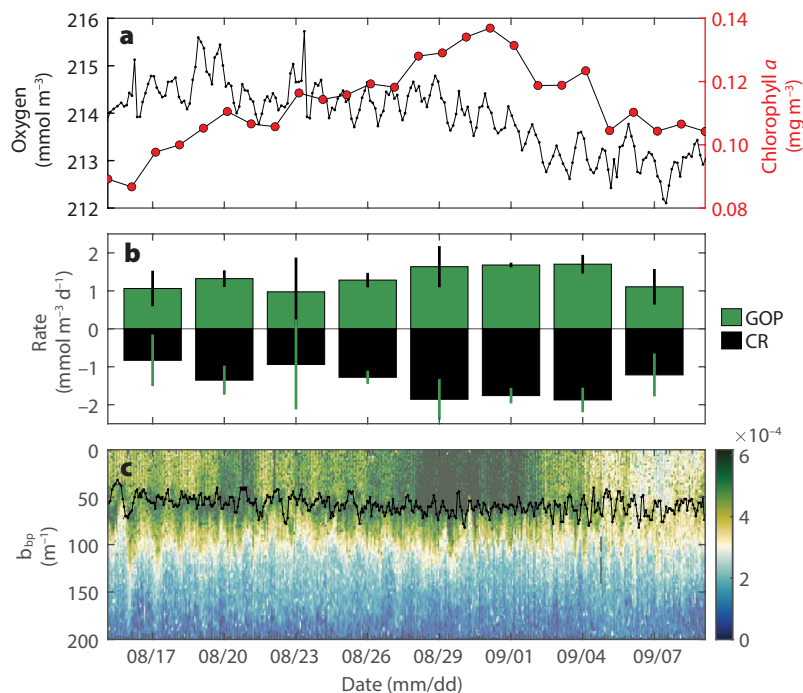 a
216
215
214
213
212
Oxygen
(mmol m⁻³)
0.14
0.12
0.10
0.08
Chlorophyll a
(mg m⁻³)
b
2
1
0
−1
−2
Rate
(mmol m⁻³ d⁻¹)
GOP
CR
c
0
50
100
150
200
b_bp
(m⁻¹)
×10⁻⁴
6
4
2
0
08/17 08/20 08/23 08/26 08/29 09/01 09/04 09/07
Date (mm/dd)